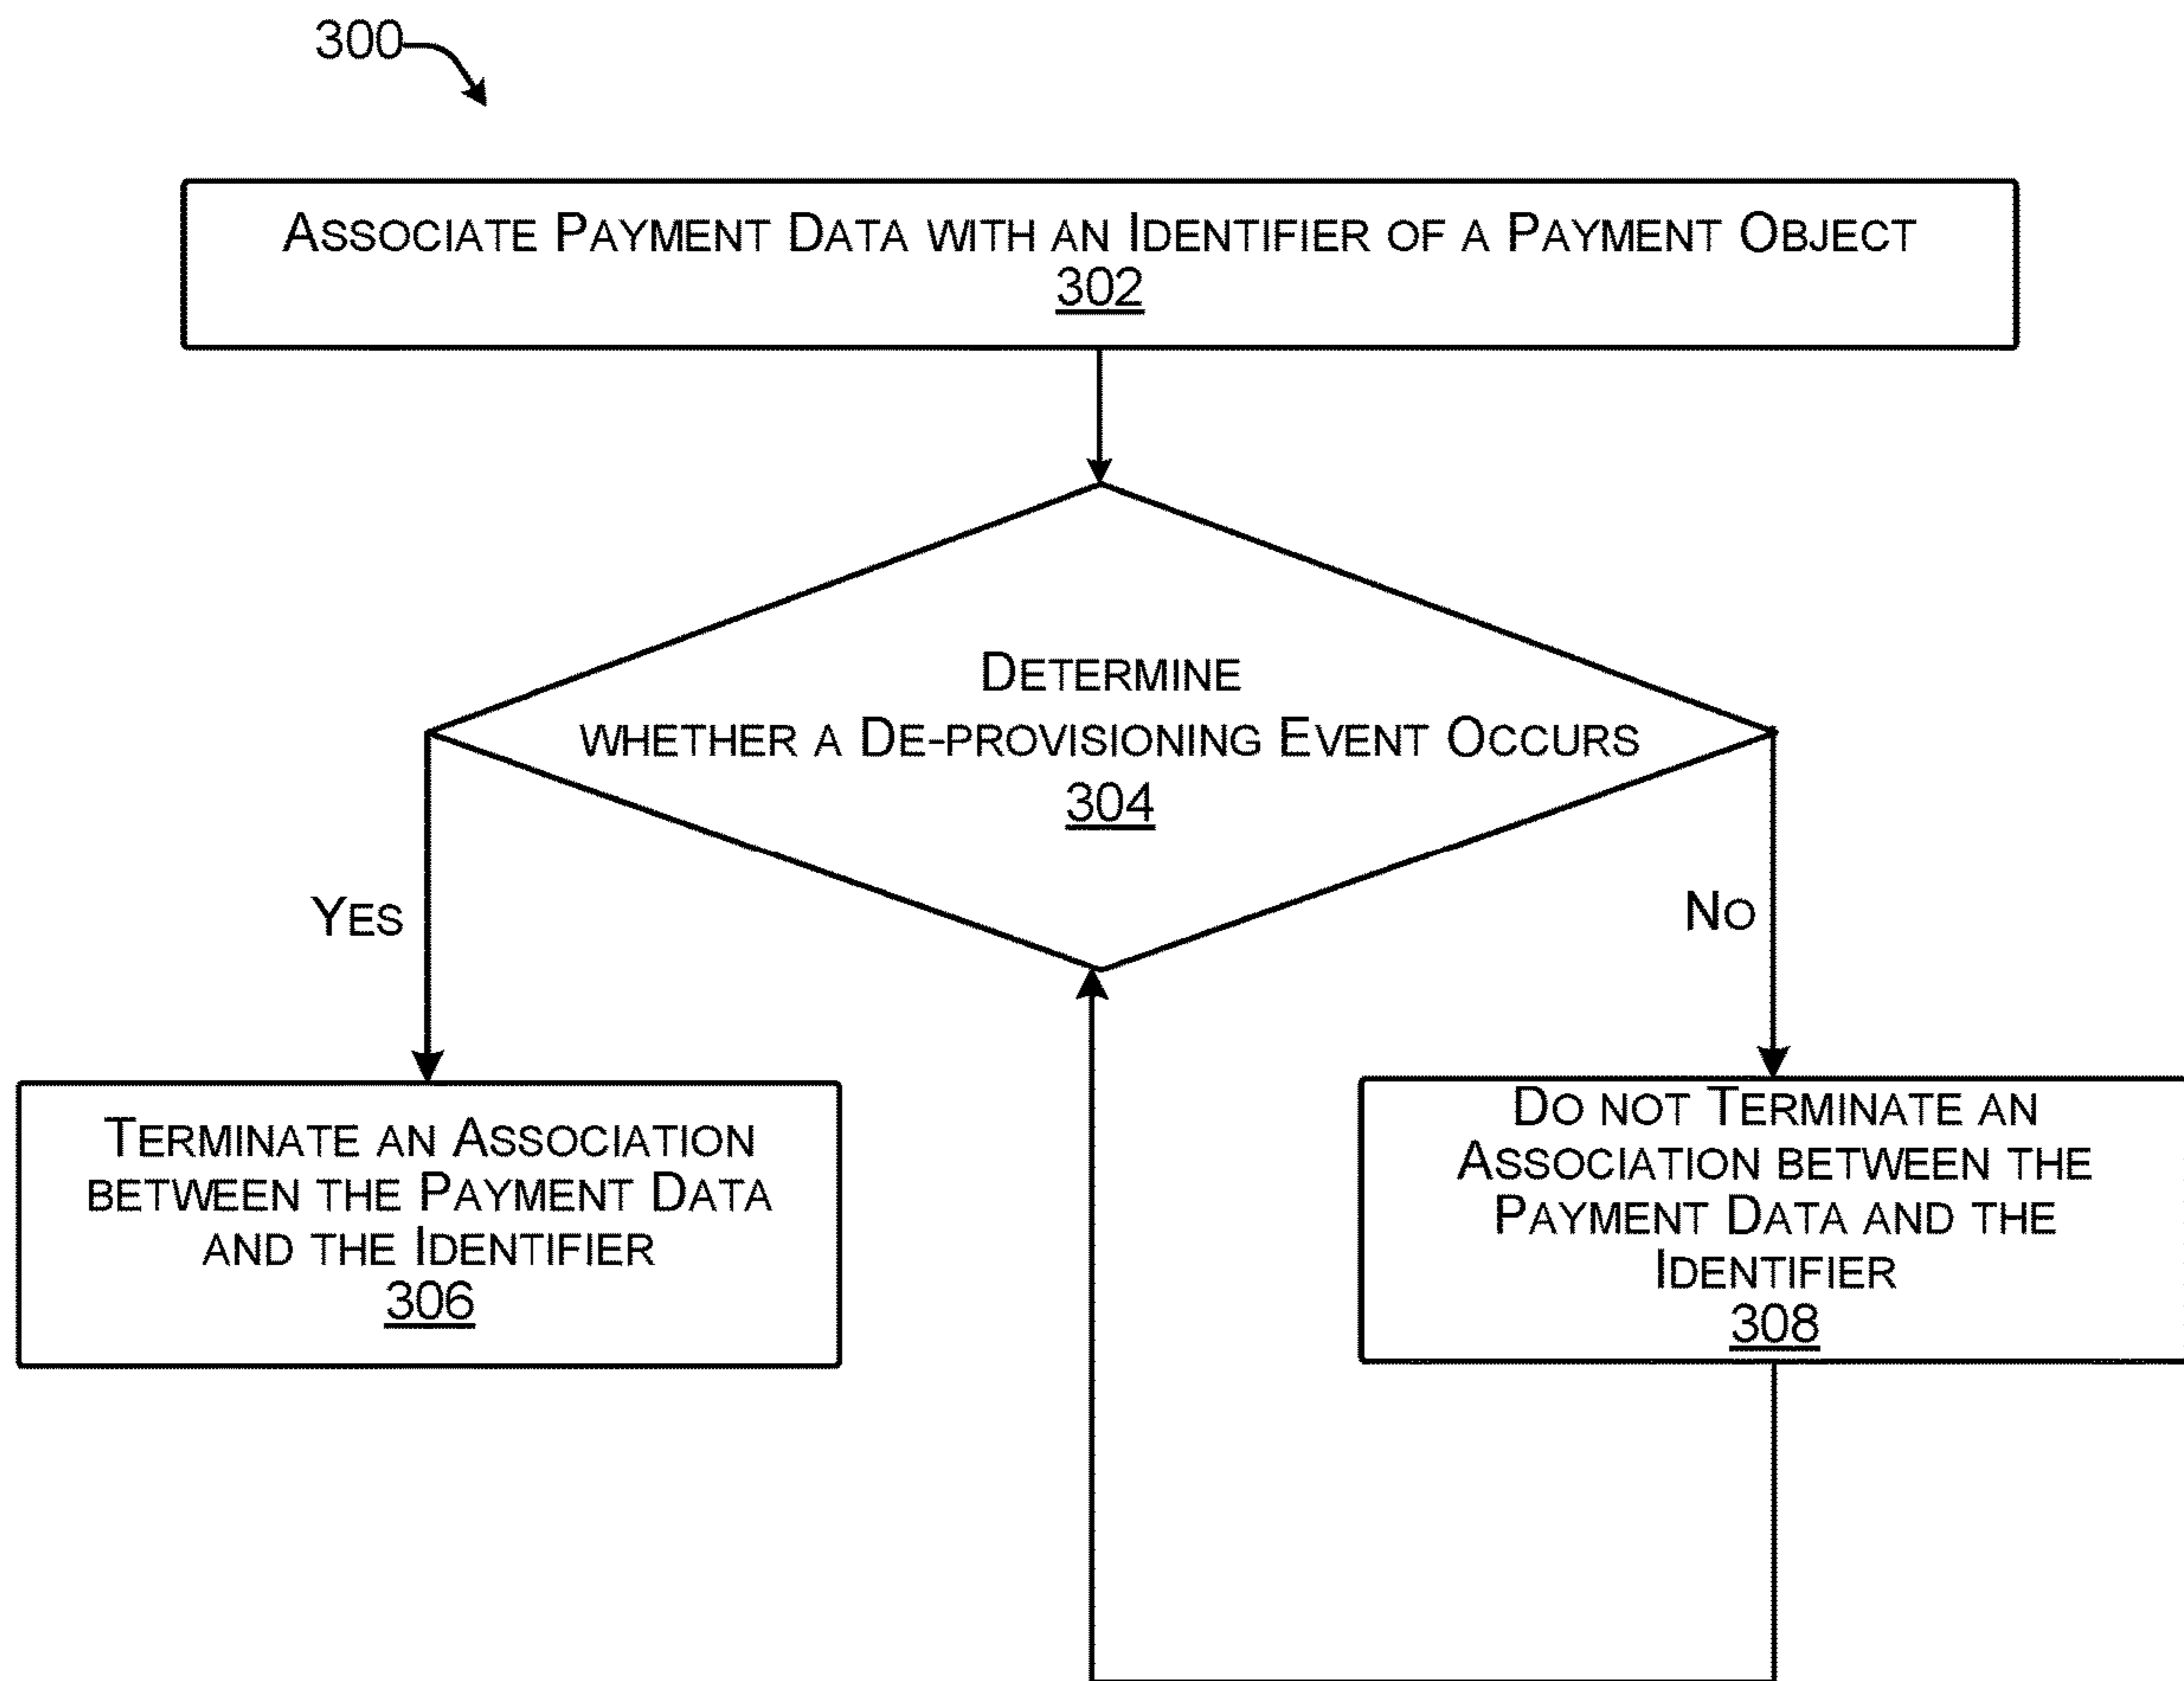 300
ASSOCIATE PAYMENT DATA WITH AN IDENTIFIER OF A PAYMENT OBJECT
302
DETERMINE
WHETHER A DE-PROVISIONING EVENT OCCURS
304
YES
NO
TERMINATE AN ASSOCIATION
BETWEEN THE PAYMENT DATA
AND THE IDENTIFIER
306
DO NOT TERMINATE AN
ASSOCIATION BETWEEN THE
PAYMENT DATA AND THE
IDENTIFIER
308